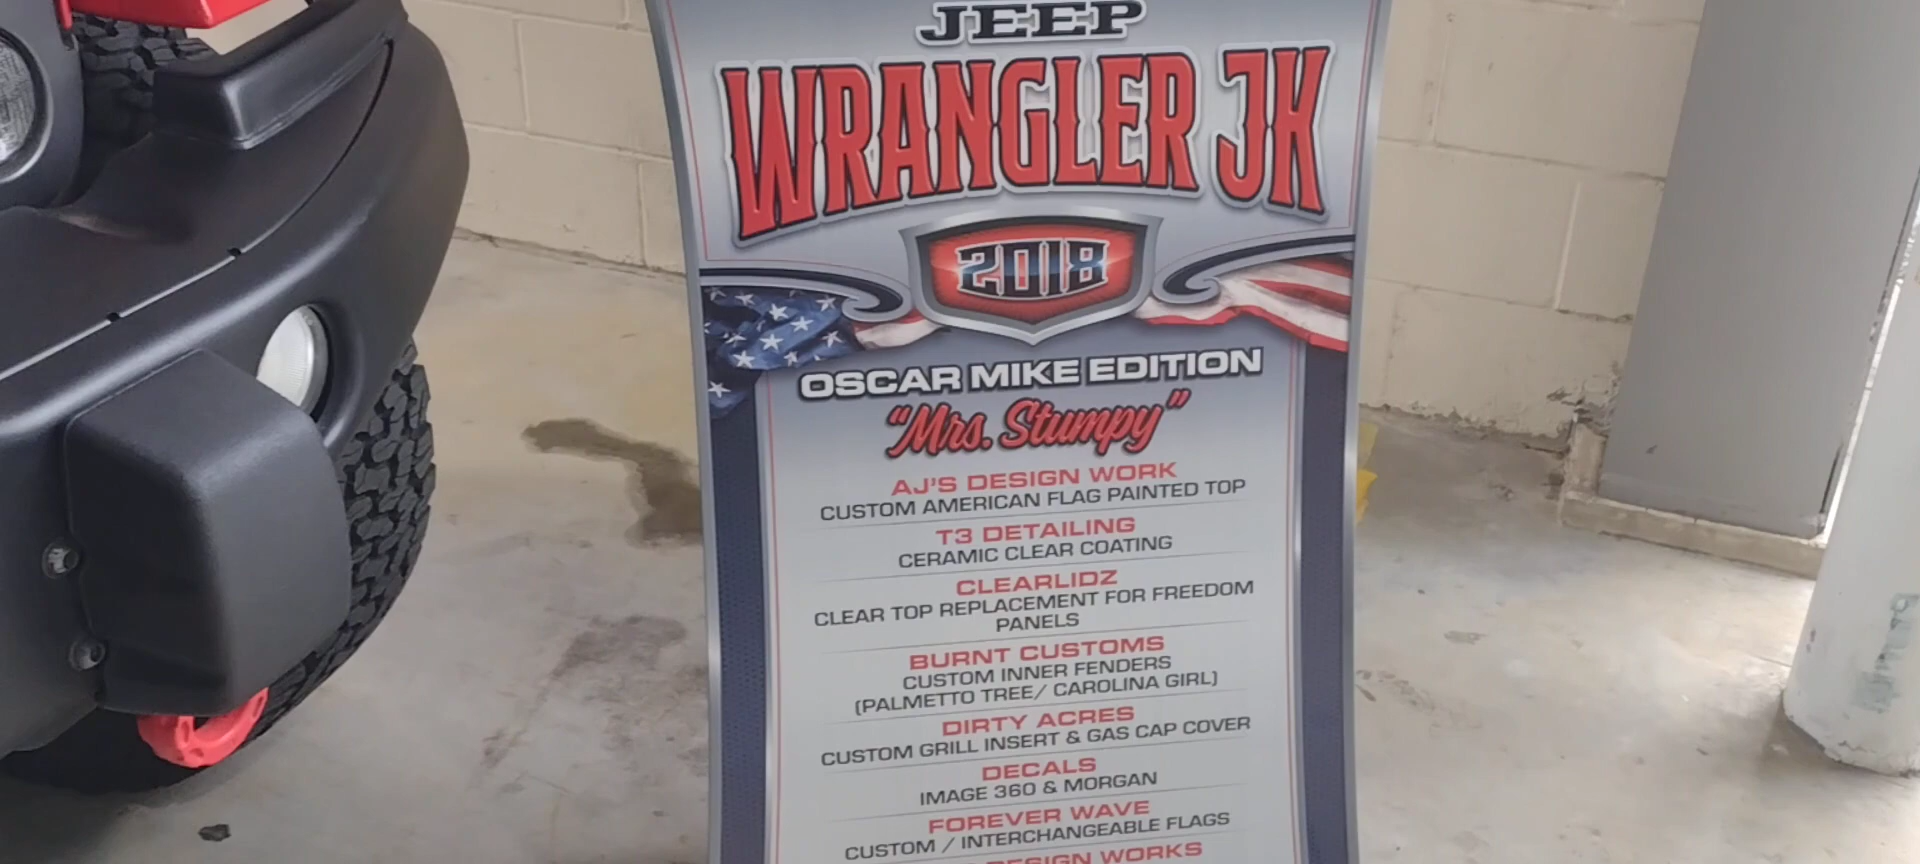 JEEP
WRANGLER JK
2018
OSCAR MIKE EDITION
"Mrs. Stumpy"
AJ'S DESIGN WORK
CUSTOM AMERICAN FLAG PAINTED TOP
T3 DETAILING
CERAMIC CLEAR COATING
CLEARLIDZ
CLEAR TOP REPLACEMENT FOR FREEDOM
PANELS
BURNT CUSTOMS
CUSTOM INNER FENDERS
(PALMETTO TREE/ CAROLINA GIRL)
DIRTY ACRES
CUSTOM GRILL INSERT & GAS CAP COVER
DECALS
IMAGE 360 & MORGAN
FOREVER WAVE
CUSTOM / INTERCHANGEABLE FLAGS
DESIGN WORKS